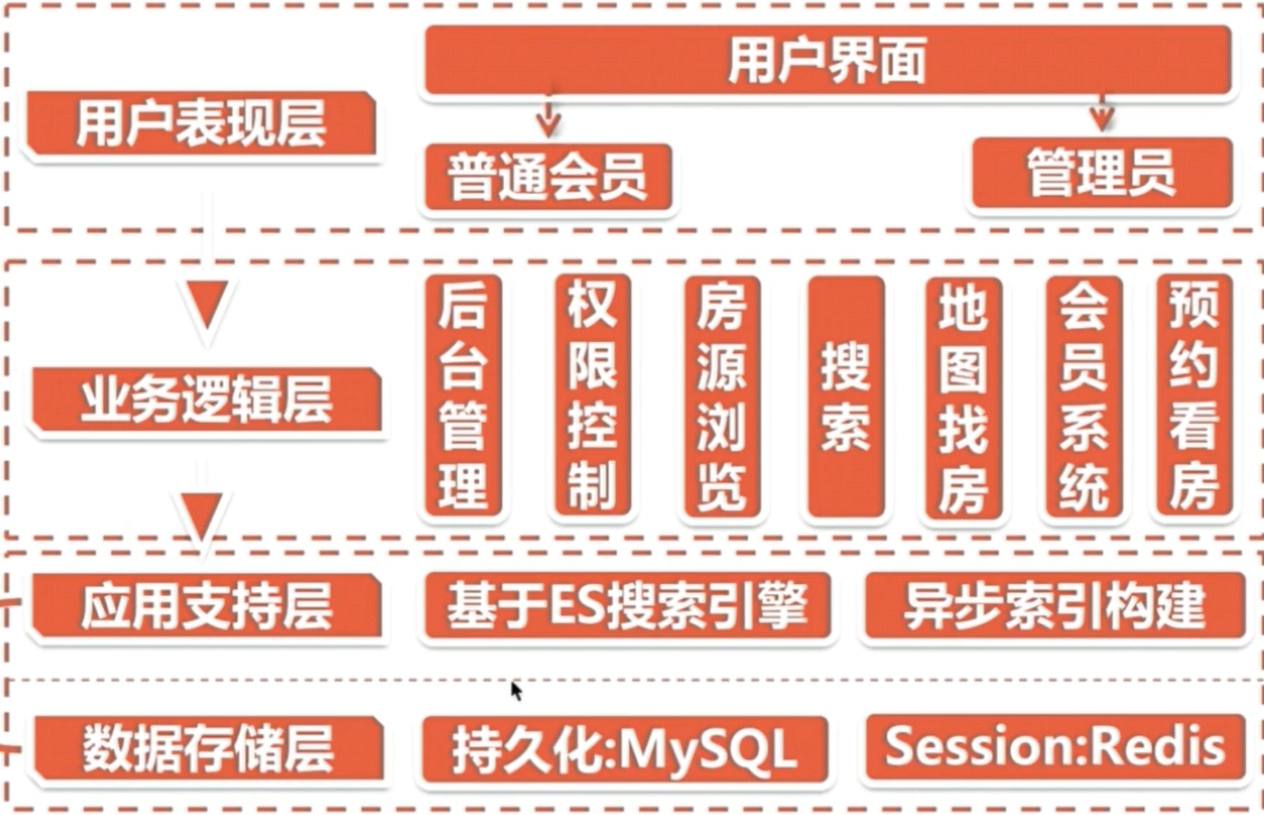 用户界面
用户表现层
普通会员
管理员
业务逻辑层
后台管理
权限控制
房源浏览
搜索
地图找房
会员系统
预约看房
应用支持层
基于ES搜索引擎
异步索引构建
数据存储层
持久化:MySQL
Session:Redis